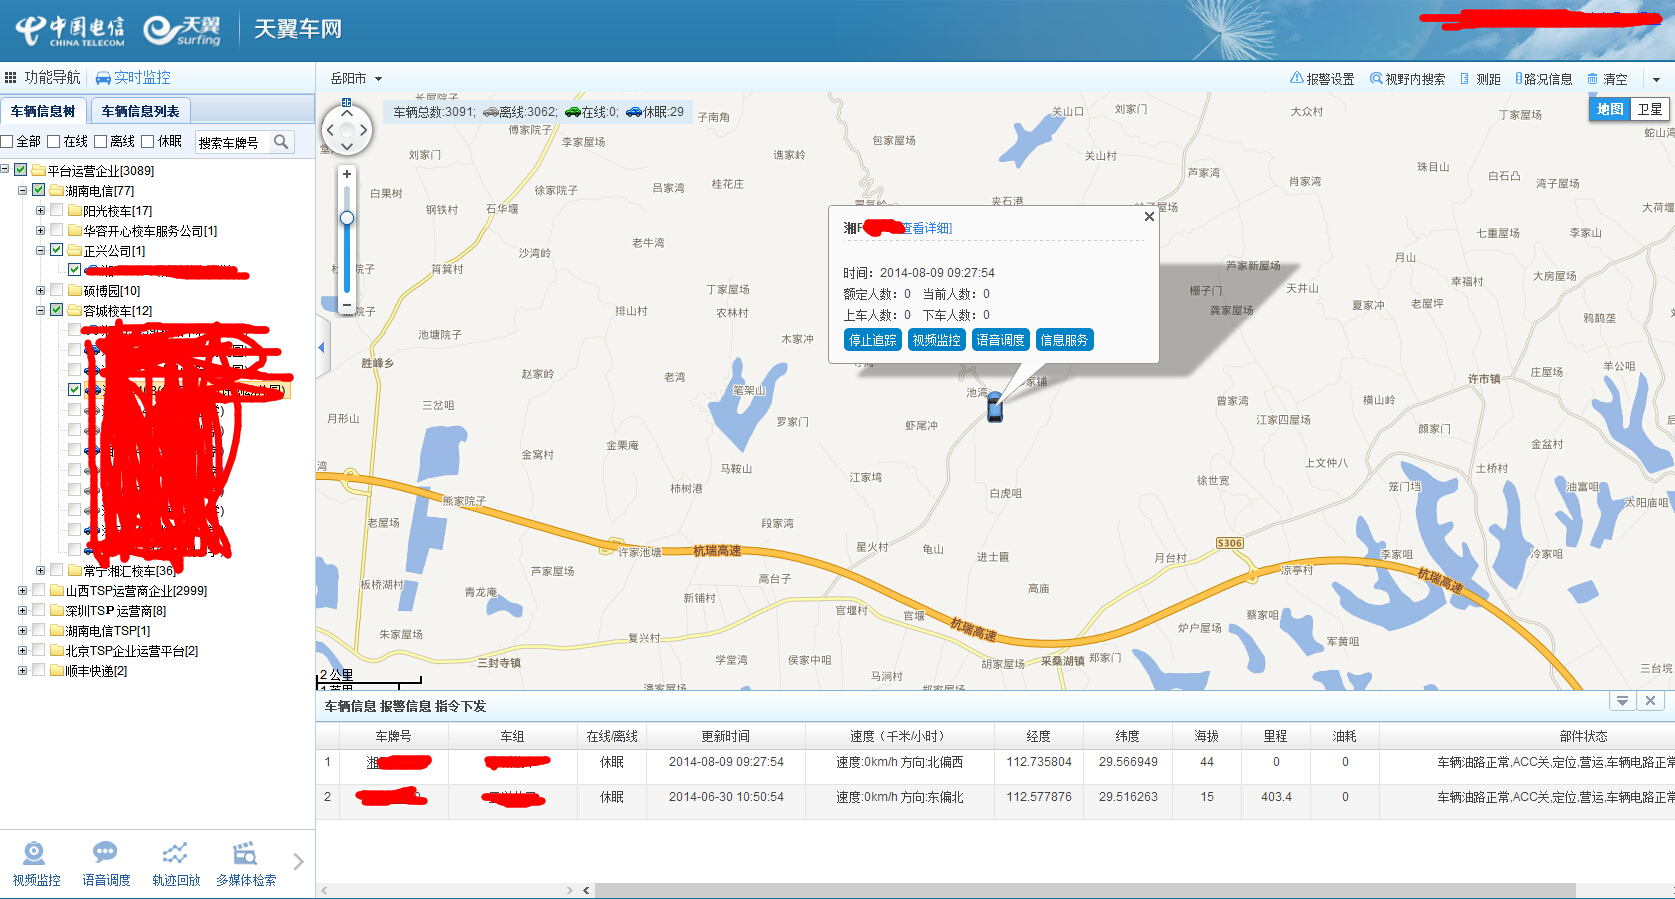 中国电信
CHINA TELECOM
天翼
surfing
天翼车网
功能导航 实时监控
岳阳市
报警设置 视野内搜索 测距 路况信息 清空
车辆信息树 车辆信息列表
全部 在线 离线 休眠 搜索车牌号
平台运营企业[3089]
湖南电信[77]
阳光校车[17]
华容开心校车服务公司[1]
正兴公司[1]
硕博园[10]
容城校车[12]
常宁湘汇校车[36]
山西TSP运营商企业[2999]
深圳TSP运营商[8]
湖南电信TSP[1]
北京TSP企业运营平台[2]
顺丰快递[2]
视频监控 语音调度 轨迹回放 多媒体检索
车辆总数:3091; 离线:3062; 在线:0; 休眠:29
地图 卫星
北
子南角
关山口
刘家门
大众村
丁家屋场
傅家院子
李家屋场
包家屋场
刘家门
谯家岭
关山村
芦家湾
肖家湾
珠目山
白石凸
湾子屋场
白果树
徐家院子
吕家湾
桂花庄
夹石港
大荷堰
钢铁村
石华堰
七重屋场
李家山
老牛湾
沙湾岭
筲箕村
月山
芦家新屋场
大房屋场
幸福村
天井山
栅子门
丁家屋场
夏家冲
老屋坪
龚家屋场
排山村
农林村
鸦鹊垄
池塘院子
木家冲
胜峰乡
羊公咀
赵家岭
老湾
庄屋场
许市镇
笔架山
池湾
横山岭
曾家湾
三岔咀
月形山
罗家门
虾尾冲
江家四屋场
颜家门
金栗庵
金盆村
金窝村
马鞍山
上文仲八
土桥村
江家塆
徐世宽
笼门垱
油富咀
柿树港
白虎咀
熊家院子
太阳庙咀
老屋场
段家湾
S306
许家池塘
杭瑞高速
星火村
龟山
进士匾
月台村
李家咀
冷家咀
芦家屋场
高台子
凉亭村
杭瑞高速
板桥湖村
高庙
青龙庵
新铺村
官堰村
官堰
蔡家咀
杭瑞高速
炉户屋场
朱家屋场
复兴村
黄家咀
三封寺镇
学堂湾
侯家中咀
胡家屋场
采桑湖镇
郑家门
三台垸
马涧村
2 公里
湘F 查看详细]
时间：2014-08-09 09:27:54
额定人数：0 当前人数：0
上车人数：0 下车人数：0
停止追踪 视频监控 语音调度 信息服务
车辆信息 报警信息 指令下发
车牌号 车组 在线/离线 更新时间 速度（千米/小时） 经度 纬度 海拔 里程 油耗 部件状态
1 湘 休眠 2014-08-09 09:27:54 速度:0km/h 方向:北偏西 112.735804 29.566949 44 0 0 车辆油路正常,ACC关,定位,营运,车辆电路正常
2 休眠 2014-06-30 10:50:54 速度:0km/h 方向:东偏北 112.577876 29.516263 15 403.4 0 车辆油路正常,ACC关,定位,营运,车辆电路正常